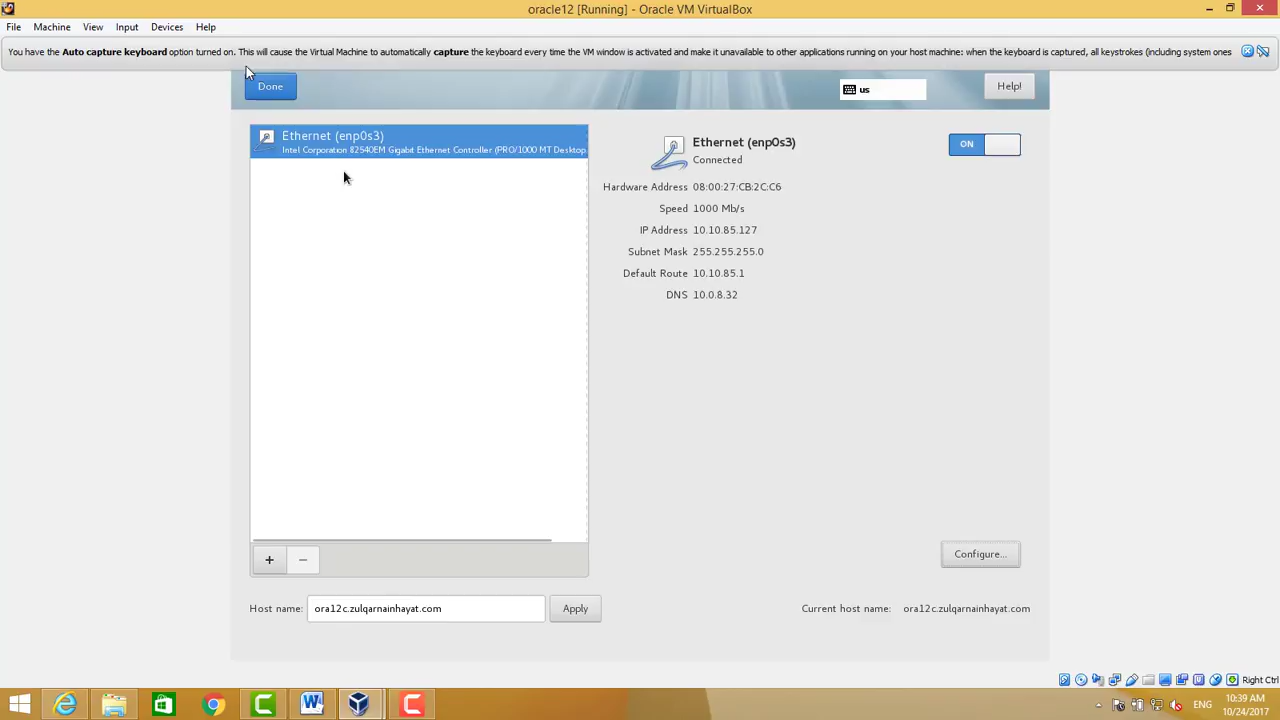 oracle12 [Running] - Oracle VM VirtualBox
File Machine View Input Devices Help
You have the Auto capture keyboard option turned on. This will cause the Virtual Machine to automatically capture the keyboard every time the VM window is activated and make it unavailable to other applications running on your host machine: when the keyboard is captured, all keystrokes (including system ones
Done
us
Help!
Ethernet (enp0s3)
Intel Corporation 82540EM Gigabit Ethernet Controller (PRO/1000 MT Desktop
Ethernet (enp0s3)
Connected
ON
Hardware Address 08:00:27:CB:2C:C6
Speed 1000 Mb/s
IP Address 10.10.85.127
Subnet Mask 255.255.255.0
Default Route 10.10.85.1
DNS 10.0.8.32
+ −
Configure...
Host name: ora12c.zulqarnainhayat.com Apply
Current host name: ora12c.zulqarnainhayat.com
Right Ctrl
ENG
10:39 AM
10/24/2017